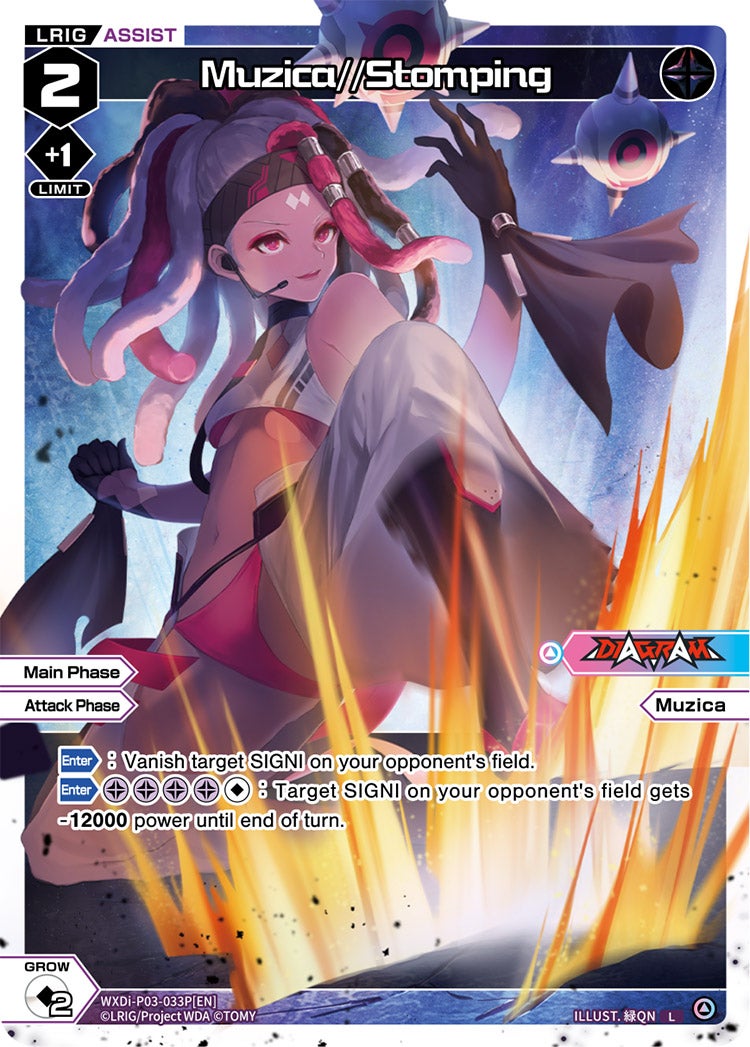 LRIG ASSIST
2
Muzica//Stomping
+1
LIMIT
DIAGRAM
Main Phase
Attack Phase
Muzica
Enter : Vanish target SIGNI on your opponent's field.
Enter : Target SIGNI on your opponent's field gets
-12000 power until end of turn.
GROW
2
WXDi-P03-033P[EN]
©LRIG/Project WDA ©TOMY
ILLUST. 緑QN L